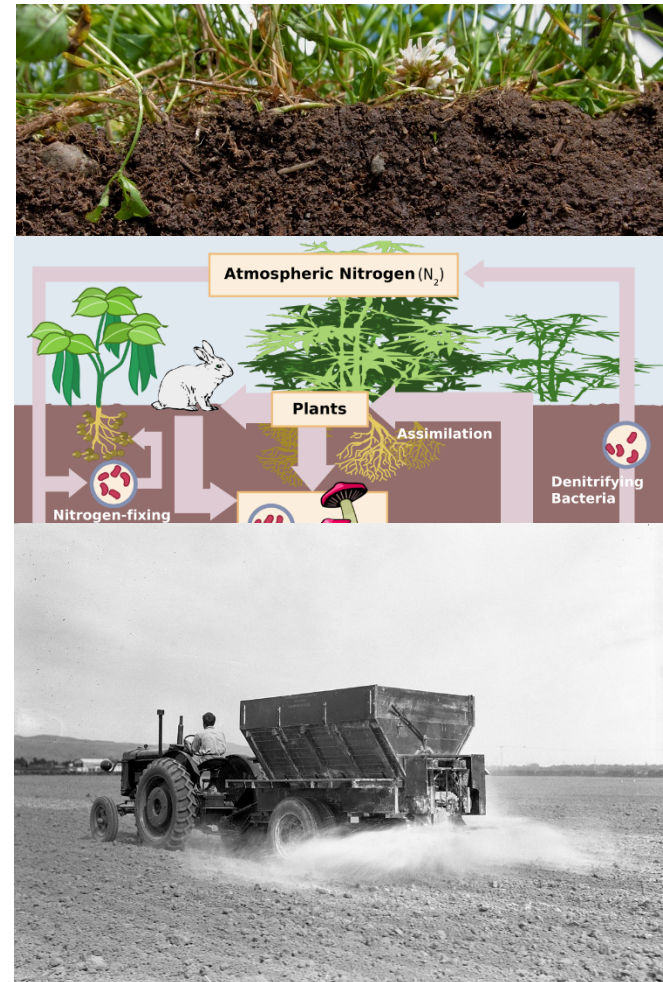 Atmospheric Nitrogen (N₂)
Plants
Assimilation
Denitrifying
Bacteria
Nitrogen-fixing